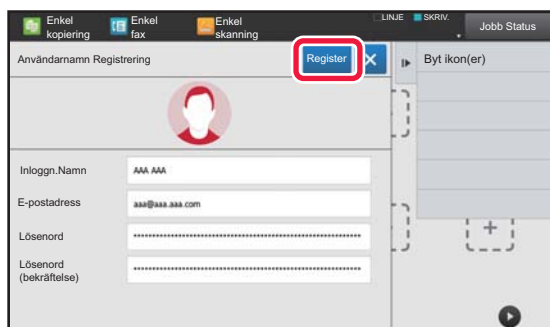 Enkel
kopiering
Enkel
fax
Enkel
skanning
LINJE
SKRIV.
Jobb Status
Användarnamn Registrering
Register
Byt ikon(er)
Inloggn.Namn
AAA AAA
E-postadress
aaa@aaa.aaa.com
Lösenord
************************************************************
Lösenord
(bekräftelse)
************************************************************